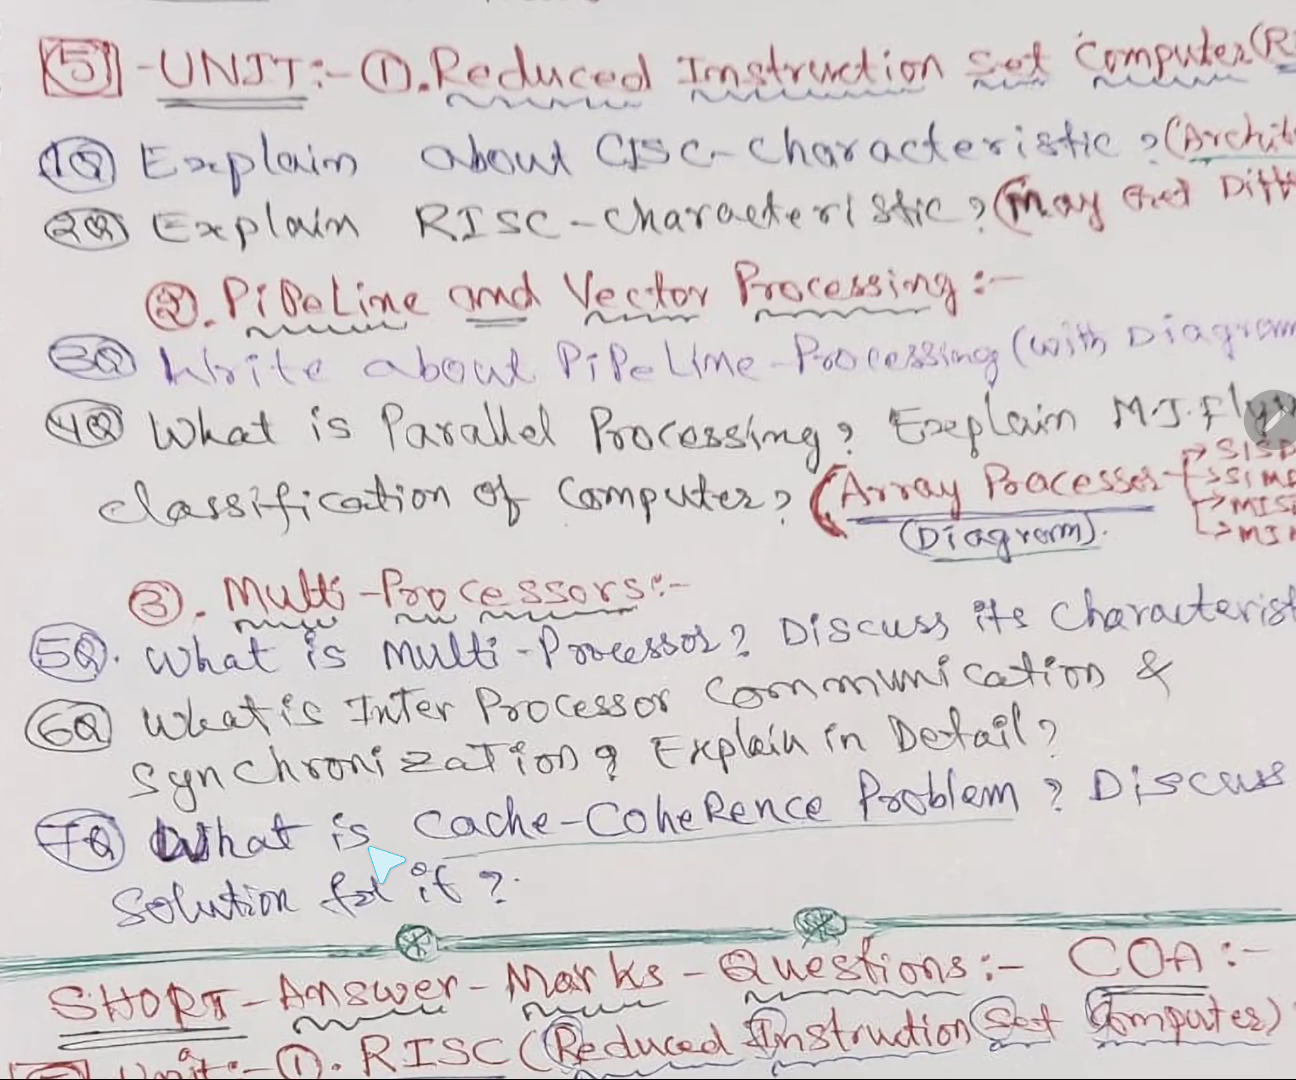 5 - UNIT:- ①. Reduced Instruction Set Computer (R
1Q Explain about CISC-Characteristic? (Archit
2Q Explain RISC-Characteristic? (may Get Diff
②. PiPeLine and Vector Processing:-
3Q Write about PiPeLine-Processing (with Diagram
4Q What is Parallel Processing? Explain M.J.Flyn
classification of Computer? (Array Processor → SISD
→ SIMD
→ MISD
→ MIM
(Diagram).
③. Multi-Processors:-
5Q. What is Multi-Processor? Discuss its Characterist
6Q What is Inter Processor Communication &
Synchronization? Explain in Detail?
7Q What is Cache-Coherence Problem? Discuss
Solution for it?.
SHORT-Answer-Marks-Questions:- COA:-
Unit:- ①. RISC (Reduced Instruction Set Computer)